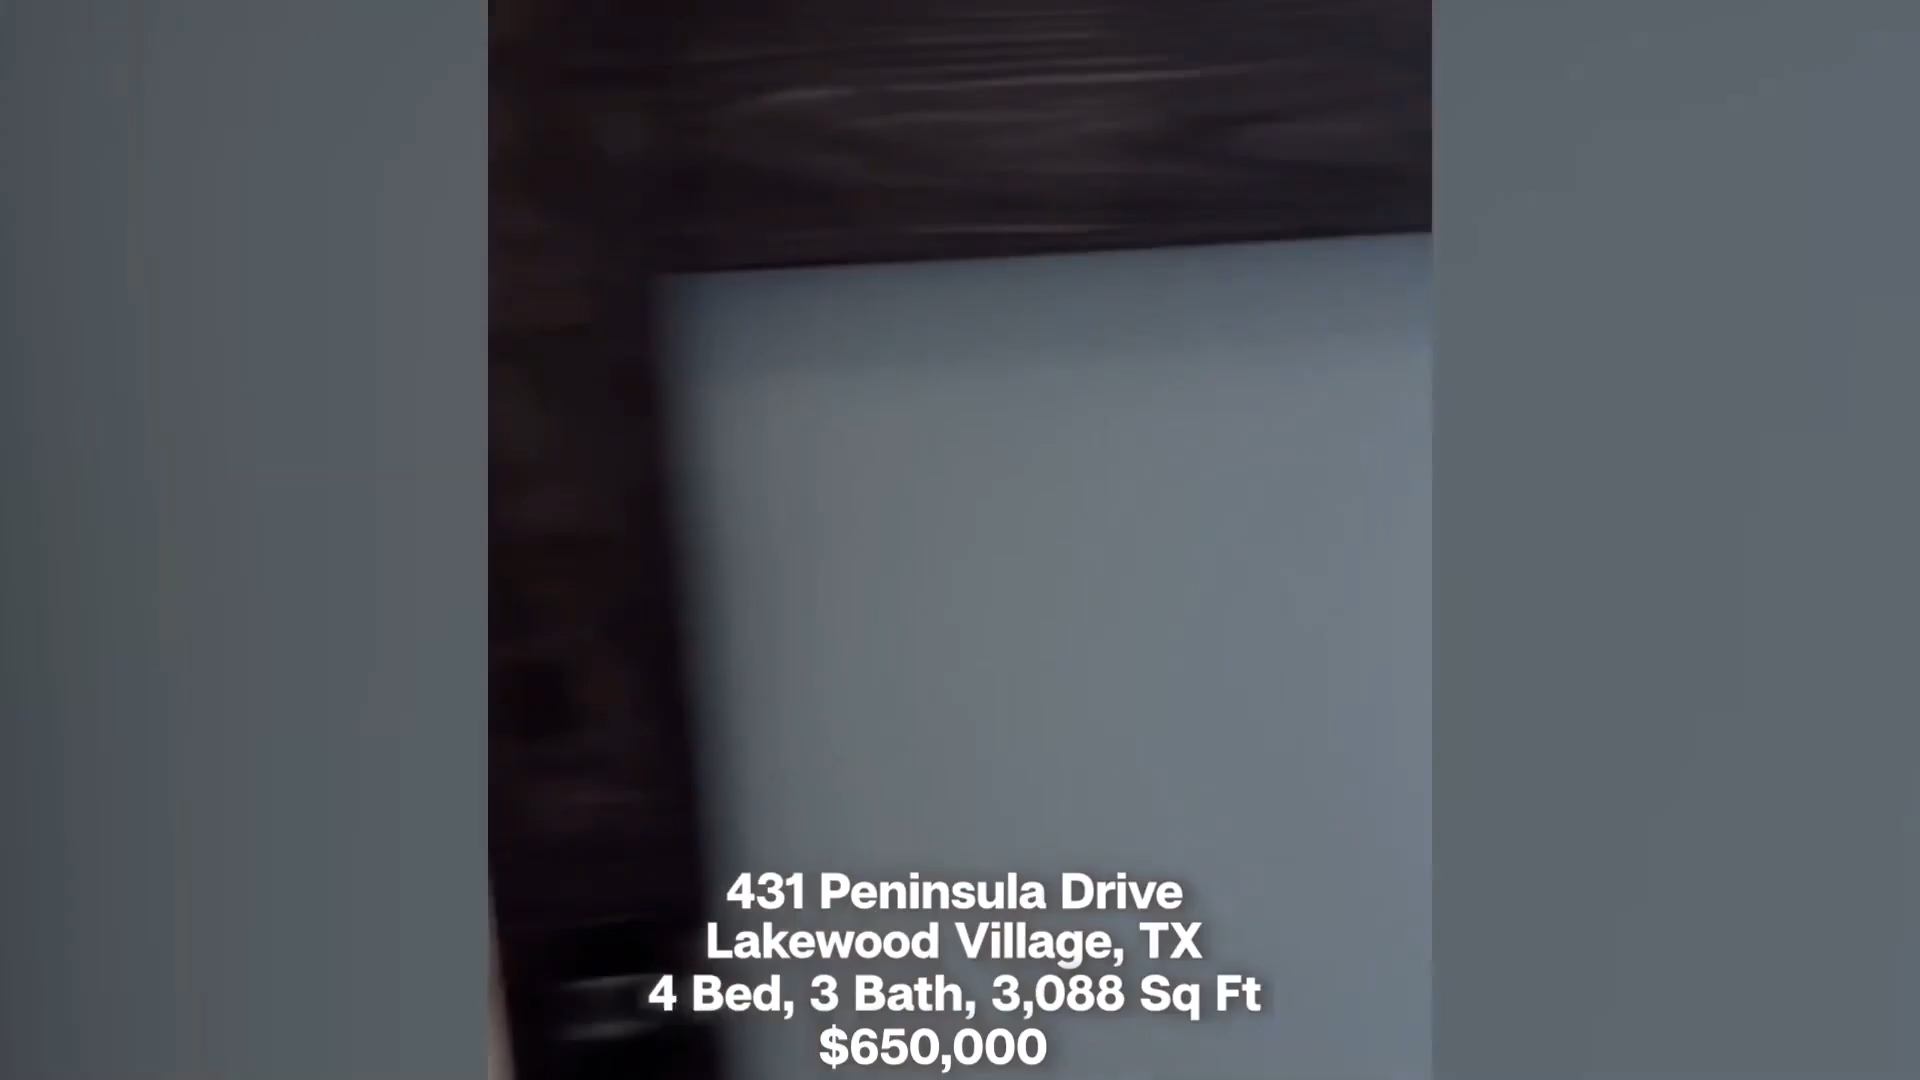 431 Peninsula Drive
Lakewood Village, TX
4 Bed, 3 Bath, 3,088 Sq Ft
$650,000